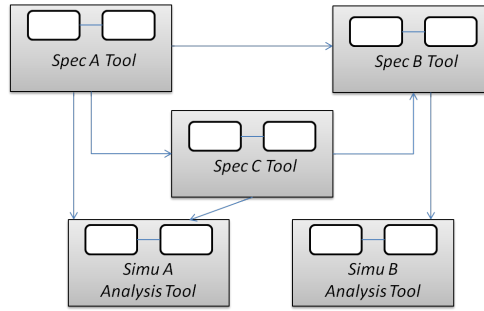 Spec A Tool
Spec B Tool
Spec C Tool
Simu A
Analysis Tool
Simu B
Analysis Tool